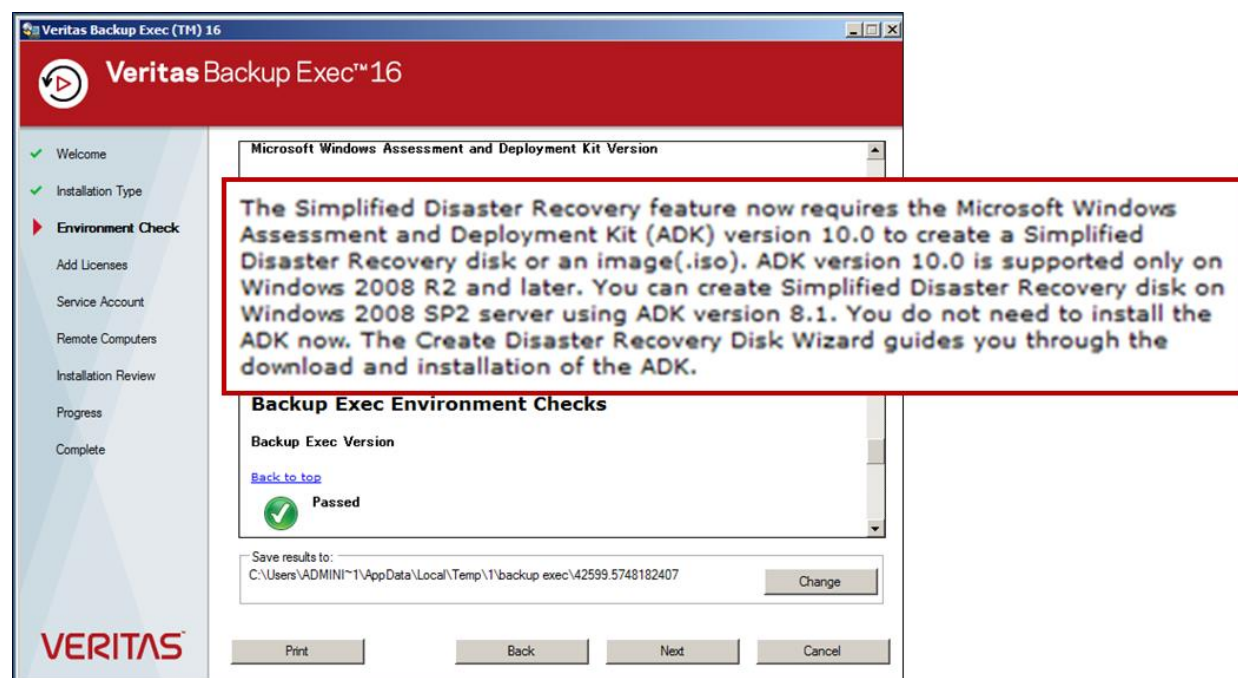 Veritas Backup Exec (TM) 16
Veritas Backup Exec™ 16
Welcome
Installation Type
Environment Check
Add Licenses
Service Account
Remote Computers
Installation Review
Progress
Complete
VERITAS
Microsoft Windows Assessment and Deployment Kit Version
The Simplified Disaster Recovery feature now requires the Microsoft Windows
Assessment and Deployment Kit (ADK) version 10.0 to create a Simplified
Disaster Recovery disk or an image(.iso). ADK version 10.0 is supported only on
Windows 2008 R2 and later. You can create Simplified Disaster Recovery disk on
Windows 2008 SP2 server using ADK version 8.1. You do not need to install the
ADK now. The Create Disaster Recovery Disk Wizard guides you through the
download and installation of the ADK.
Backup Exec Environment Checks
Backup Exec Version
Back to top
Passed
Save results to:
C:\Users\ADMINI~1\AppData\Local\Temp\1\backup exec\42599.5748182407
Change
Print
Back
Next
Cancel